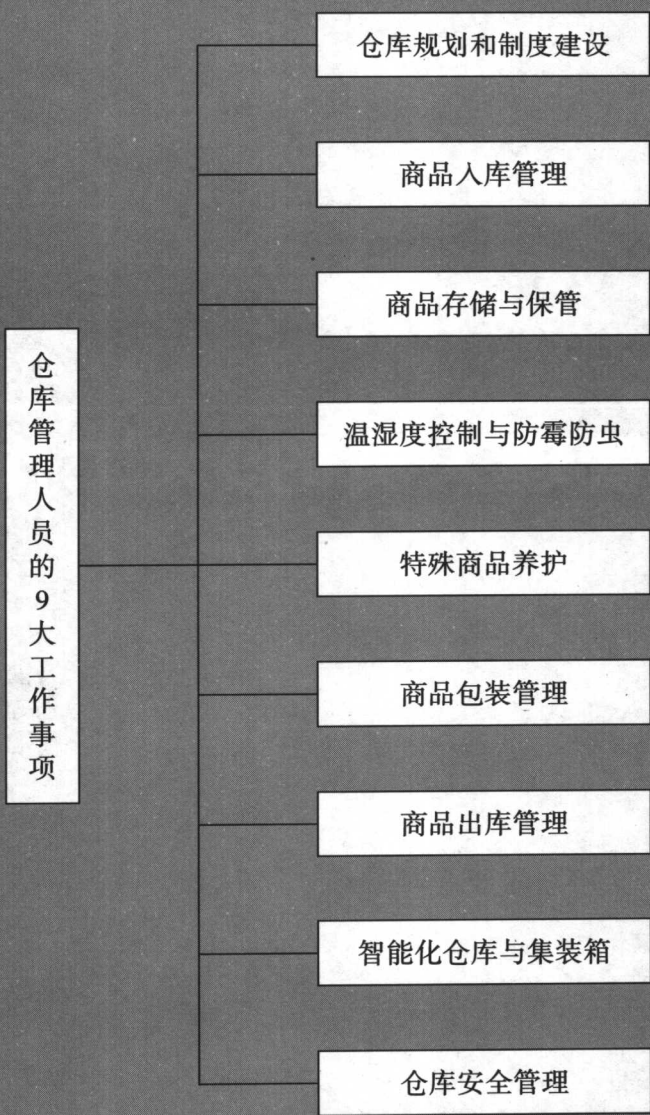 仓库管理人员的9大工作事项
仓库规划和制度建设
商品入库管理
商品存储与保管
温湿度控制与防霉防虫
特殊商品养护
商品包装管理
商品出库管理
智能化仓库与集装箱
仓库安全管理